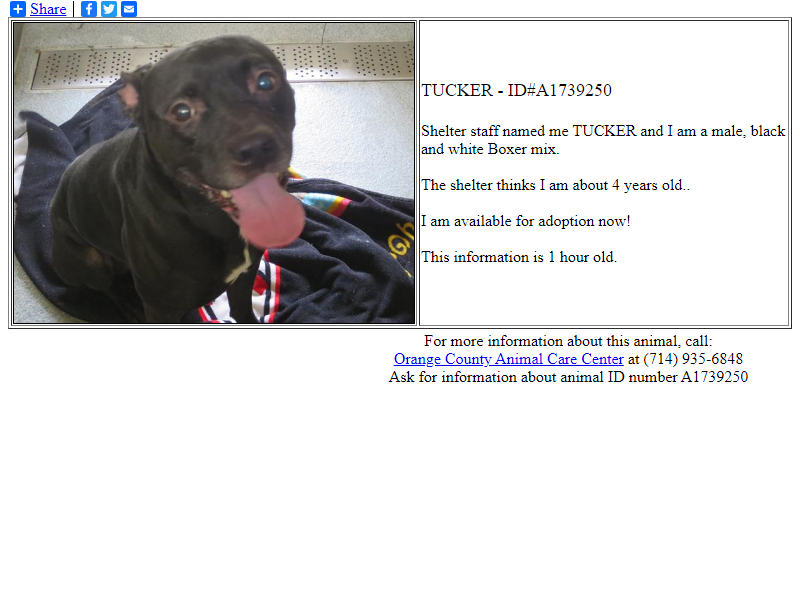 Share |
TUCKER - ID#A1739250
Shelter staff named me TUCKER and I am a male, black
and white Boxer mix.
The shelter thinks I am about 4 years old..
I am available for adoption now!
This information is 1 hour old.
For more information about this animal, call:
Orange County Animal Care Center at (714) 935-6848
Ask for information about animal ID number A1739250